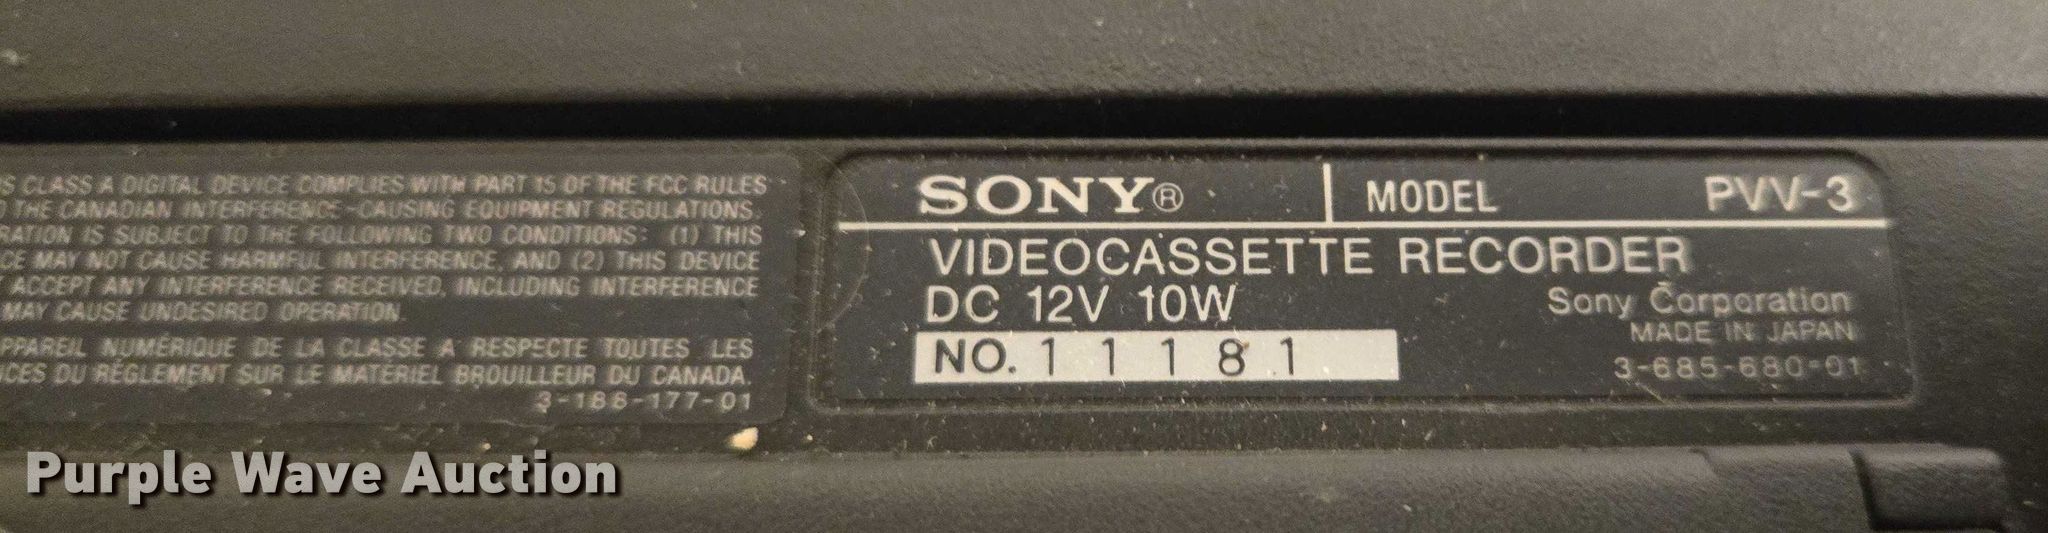 S CLASS A DIGITAL DEVICE COMPLIES WITH PART 15 OF THE FCC RULES
THE CANADIAN INTERFERENCE-CAUSING EQUIPMENT REGULATIONS.
RATION IS SUBJECT TO THE FOLLOWING TWO CONDITIONS: (1) THIS
CE MAY NOT CAUSE HARMFUL INTERFERENCE, AND (2) THIS DEVICE
ACCEPT ANY INTERFERENCE RECEIVED, INCLUDING INTERFERENCE
MAY CAUSE UNDESIRED OPERATION.
PPAREIL NUMÉRIQUE DE LA CLASSE A RESPECTE TOUTES LES
NCES DU RÈGLEMENT SUR LE MATÉRIEL BROUILLEUR DU CANADA.
3-188-177-01
SONY® MODEL PVV-3
VIDEOCASSETTE RECORDER
DC 12V 10W
Sony Corporation
MADE IN JAPAN
NO. 11181
3-685-680-01
Purple Wave Auction